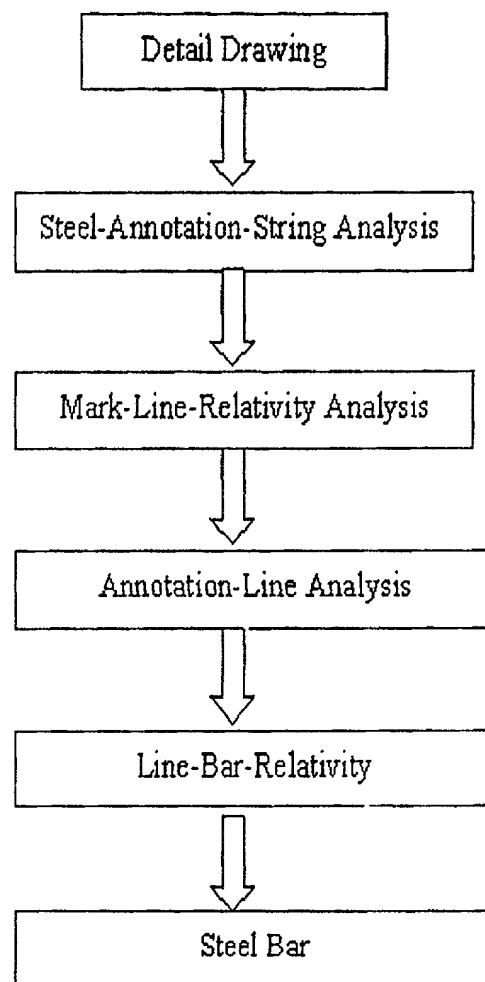 Detail Drawing
Steel-Annotation-String Analysis
Mark-Line-Relativity Analysis
Annotation-Line Analysis
Line-Bar-Relativity
Steel Bar